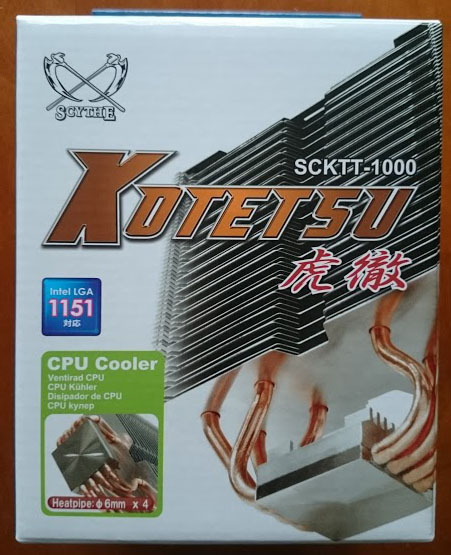 SCYTHE
SCKTT-1000
KOTETSU
虎徹
Intel LGA
1151
対応
CPU Cooler
Ventirad CPU
CPU Kühler
Disipador de CPU
CPU кулер
Heatpipe: ϕ6mm x 4